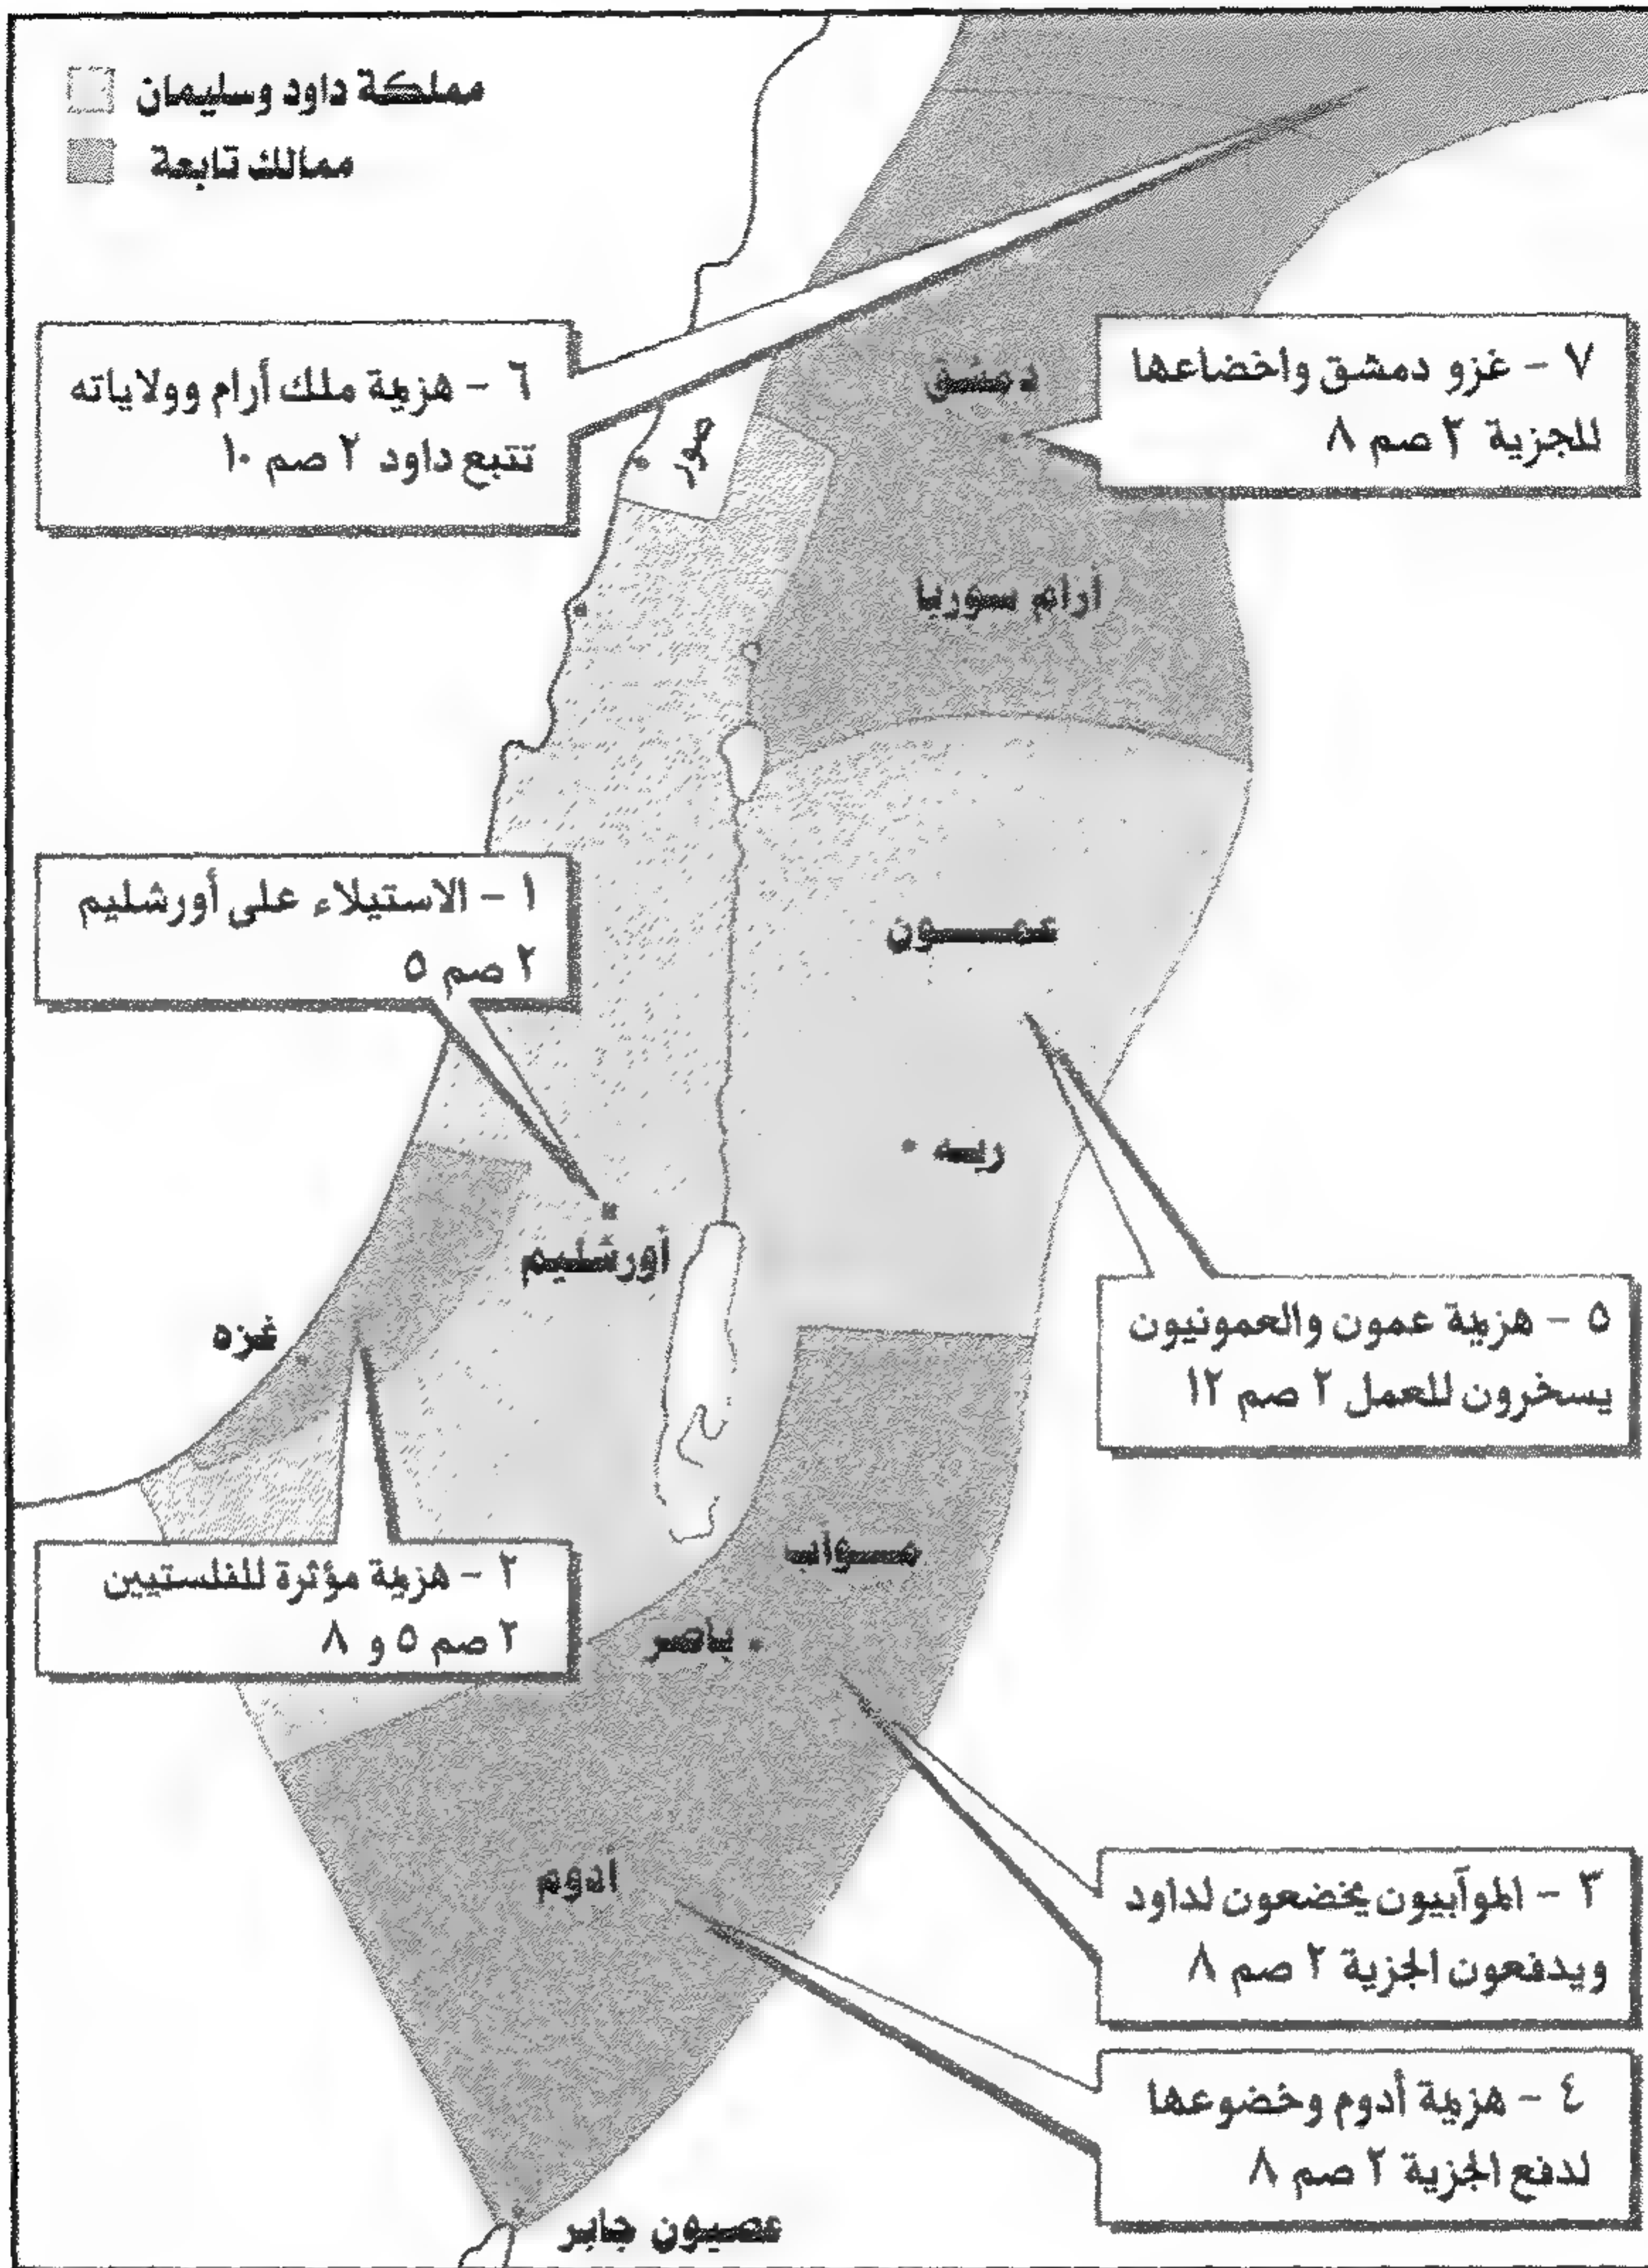 مملكة داود وسليمان
ممالك تابعة
٦ - هزيمة ملك أرام وولاياته
تتبع داود ٢ صم ١٠
دمشق
٧ - غزو دمشق واخضاعها
للجزية ٢ صم ٨
صور
أرام سوريا
١ - الاستيلاء على أورشليم
٢ صم ٥
عمـــون
ربه
أورشليم
غزه
٥ - هزيمة عمون والعمونيون
يسخرون للعمل ٢ صم ١٢
مــوآب
٢ - هزيمة مؤثرة للفلستيين
٢ صم ٥ و ٨
باصر
أدوم
٣ - الموآبيون يخضعون لداود
ويدفعون الجزية ٢ صم ٨
٤ - هزيمة أدوم وخضوعها
لدفع الجزية ٢ صم ٨
عصيون جابر